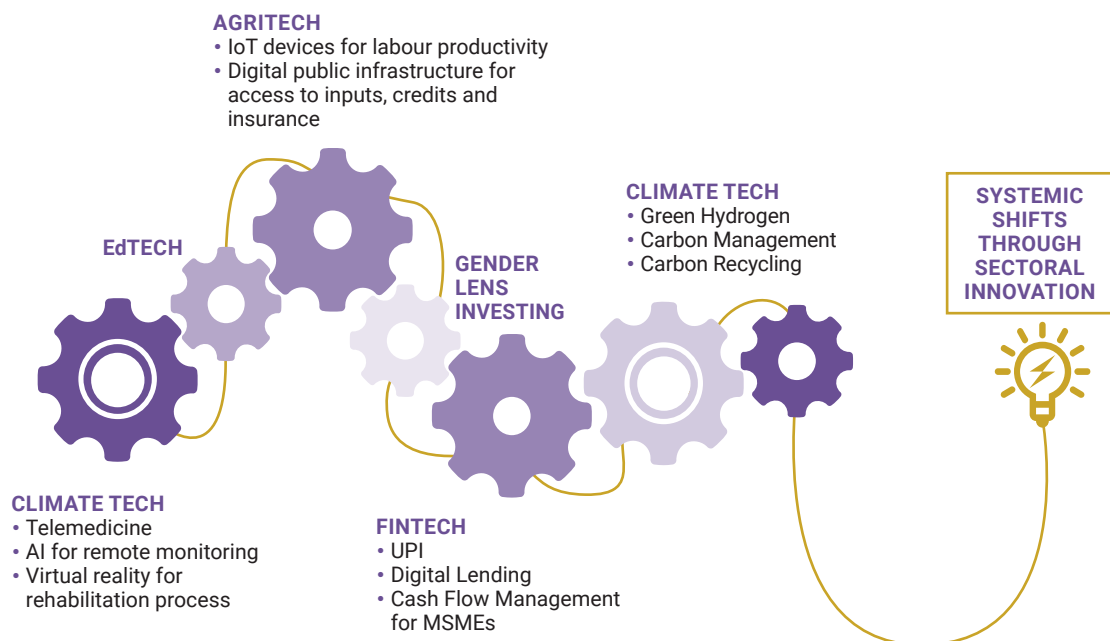 AGRITECH
• IoT devices for labour productivity
• Digital public infrastructure for
access to inputs, credits and
insurance
EdTECH
GENDER
LENS
INVESTING
CLIMATE TECH
• Green Hydrogen
• Carbon Management
• Carbon Recycling
SYSTEMIC
SHIFTS
THROUGH
SECTORAL
INNOVATION
CLIMATE TECH
• Telemedicine
• AI for remote monitoring
• Virtual reality for
rehabilitation process
FINTECH
• UPI
• Digital Lending
• Cash Flow Management
for MSMEs